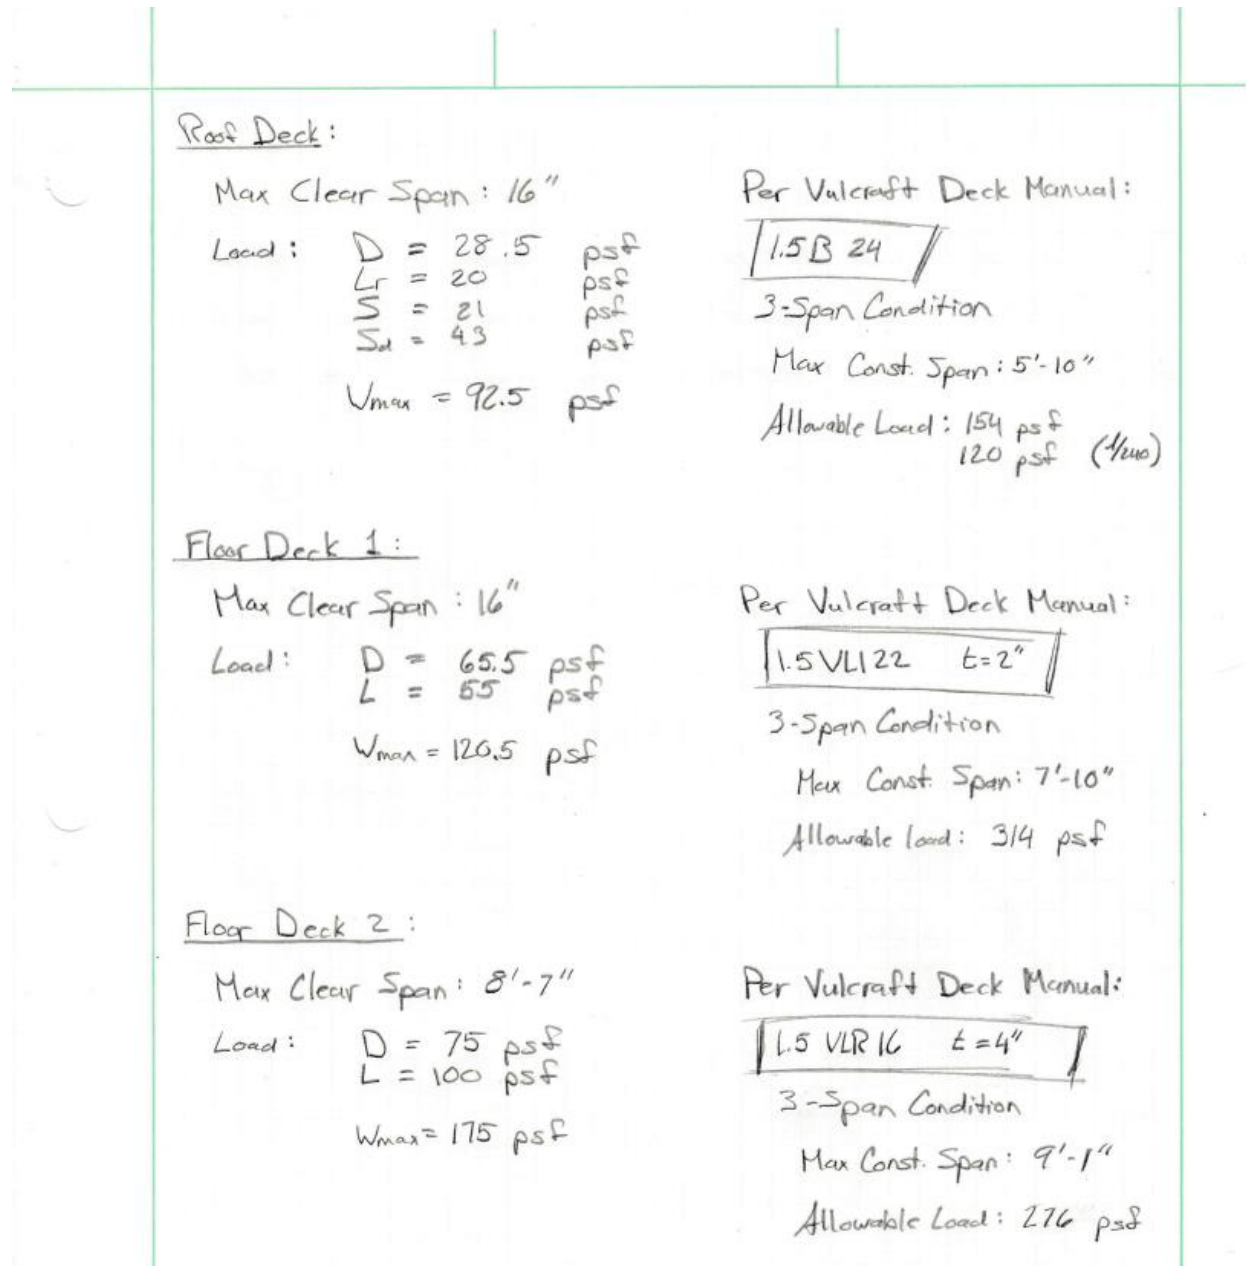 Roof Deck:
Max Clear Span: 16"
Load: D = 28.5 psf
Lr = 20 psf
S = 21 psf
Sd = 43 psf
Wmax = 92.5 psf
Per Vulcraft Deck Manual:
1.5B 24
3-Span Condition
Max Const. Span: 5'-10"
Allowable Load: 154 psf
120 psf (l/240)
Floor Deck 1:
Max Clear Span: 16"
Load: D = 65.5 psf
L = 55 psf
Wmax = 120.5 psf
Per Vulcraft Deck Manual:
1.5 VLI 22 t=2"
3-Span Condition
Max Const. Span: 7'-10"
Allowable load: 314 psf
Floor Deck 2:
Max Clear Span: 8'-7"
Load: D = 75 psf
L = 100 psf
Wmax = 175 psf
Per Vulcraft Deck Manual:
1.5 VLR 16 t=4"
3-Span Condition
Max Const. Span: 9'-1"
Allowable Load: 276 psf